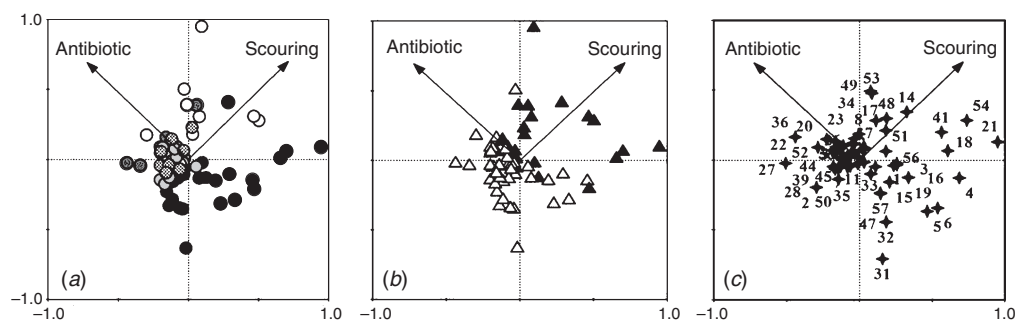 1.0
Antibiotic Scouring
Antibiotic Scouring
Antibiotic Scouring
53
49
34 17 14
54
36 20 23 8 7 41 21
22 51 18
52 56
27 44 3
39 45 11 33 1 16 4
28 15 19
2 50 35 57 5 6
47 32
31
(a) (b) (c)
−1.0
−1.0 1.0 −1.0 1.0 −1.0 1.0